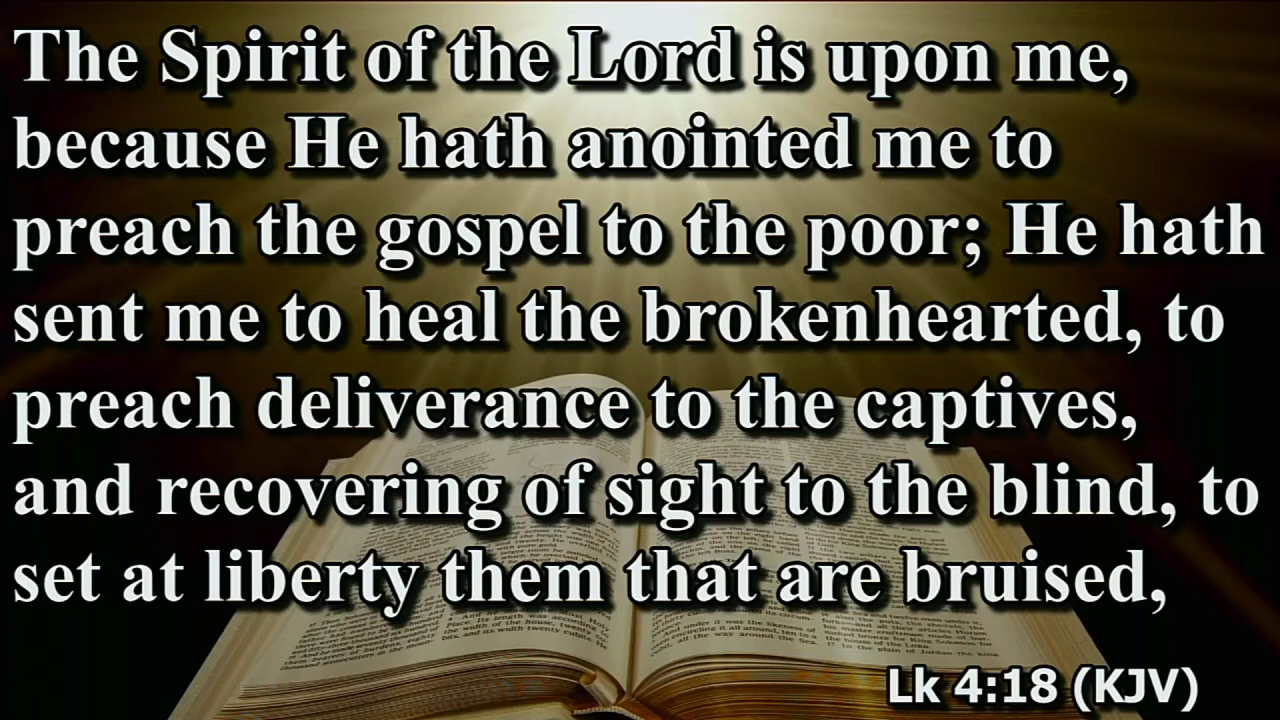 The Spirit of the Lord is upon me,
because He hath anointed me to
preach the gospel to the poor; He hath
sent me to heal the brokenhearted, to
preach deliverance to the captives,
and recovering of sight to the blind, to
set at liberty them that are bruised,
Lk 4:18 (KJV)